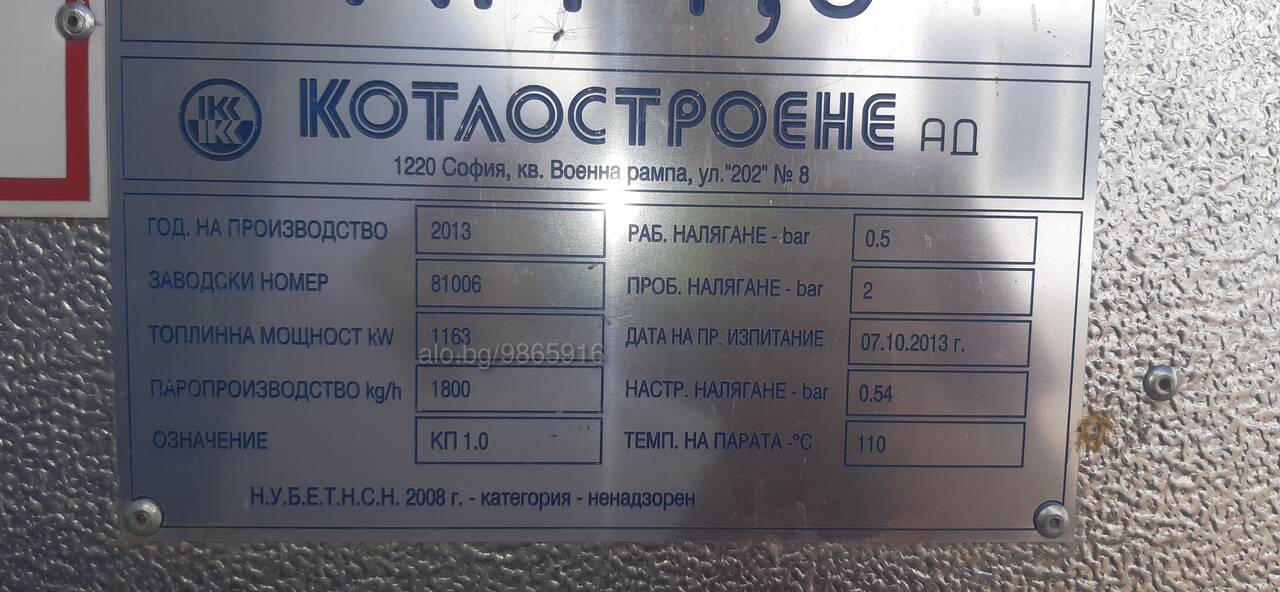 КОТЛОСТРОЕНЕ АД
1220 София, кв. Военна рампа, ул."202" № 8
ГОД. НА ПРОИЗВОДСТВО 2013 РАБ. НАЛЯГАНЕ - bar 0.5
ЗАВОДСКИ НОМЕР 81006 ПРОБ. НАЛЯГАНЕ - bar 2
ТОПЛИННА МОЩНОСТ kW 1163 ДАТА НА ПР. ИЗПИТАНИЕ 07.10.2013 г.
alo.bg/9865916
ПАРОПРОИЗВОДСТВО kg/h 1800 НАСТР. НАЛЯГАНЕ - bar 0.54
ОЗНАЧЕНИЕ КП 1.0 ТЕМП. НА ПАРАТА -°C 110
Н.У.Б.Е.Т.Н.С.Н. 2008 г. - категория - ненадзорен